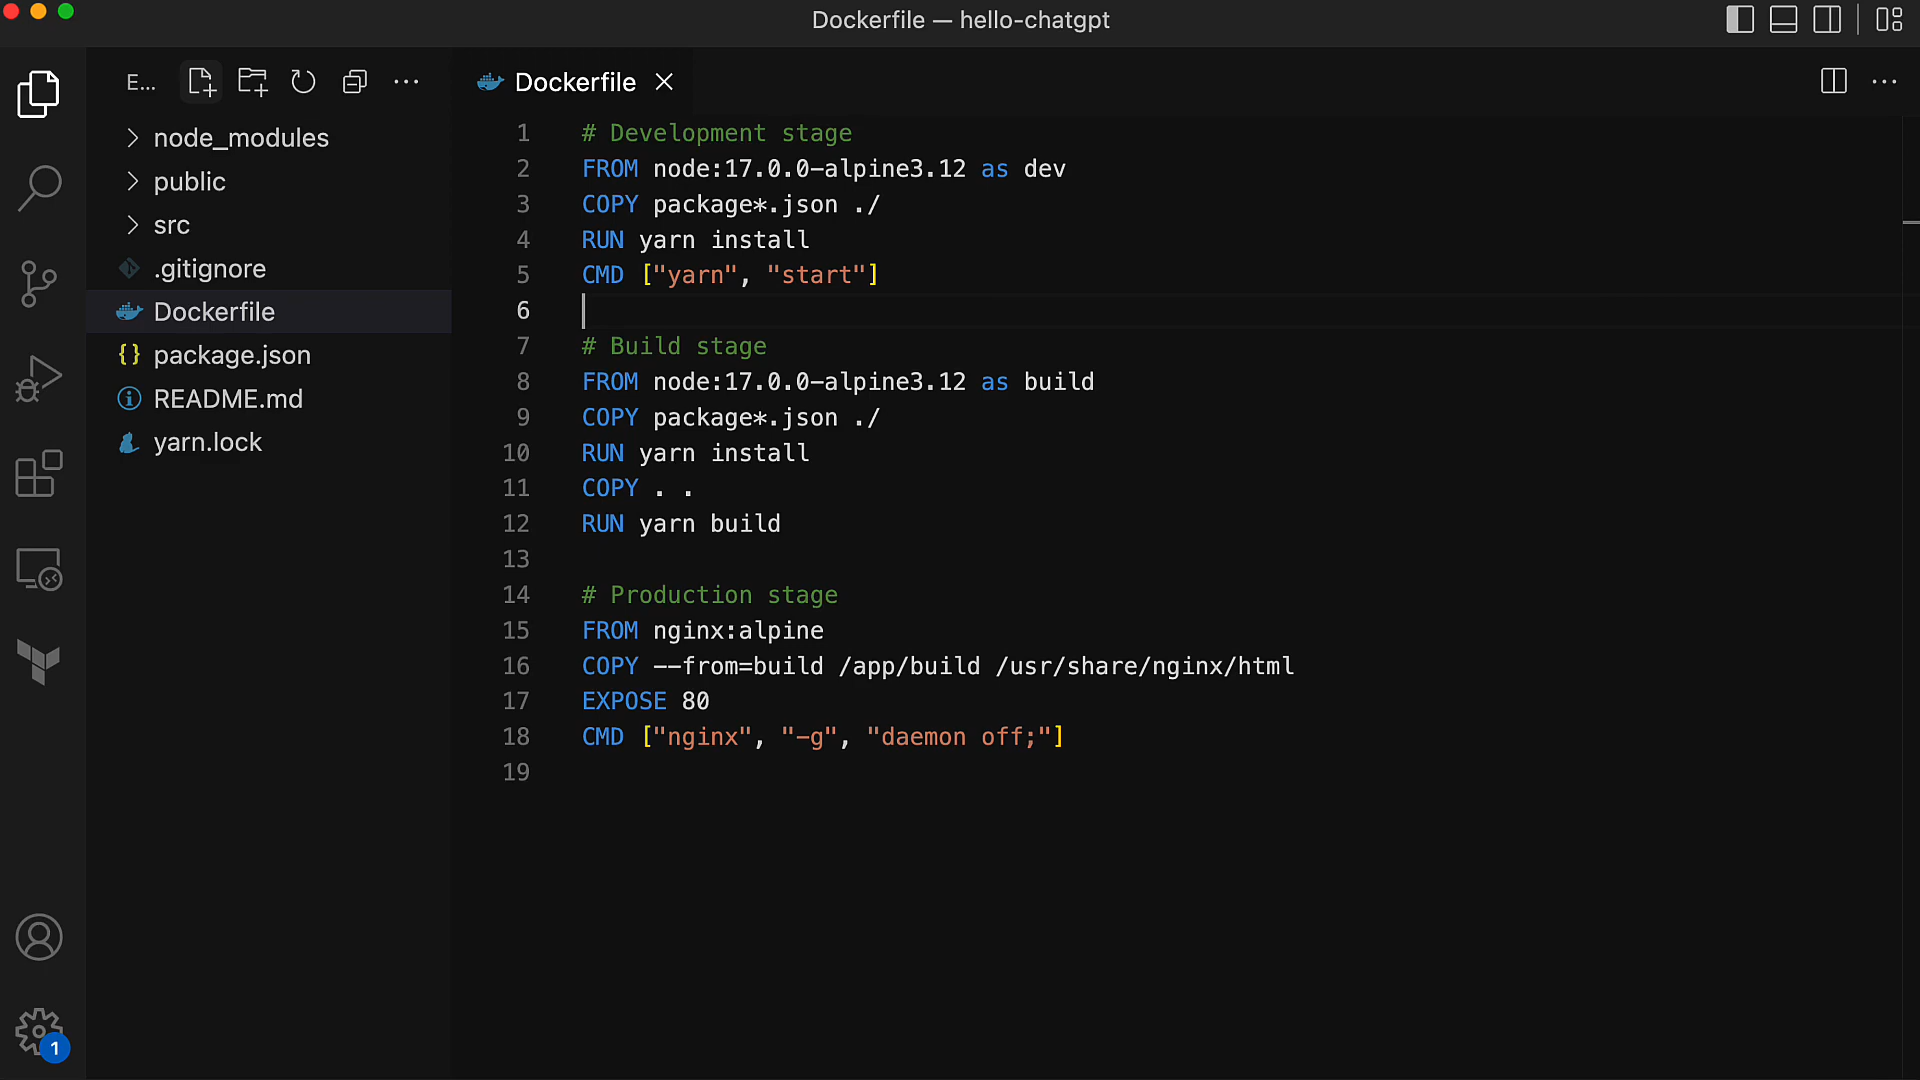 Dockerfile — hello-chatgpt
E...
Dockerfile
node_modules
public
src
.gitignore
Dockerfile
package.json
README.md
yarn.lock
1 # Development stage
2 FROM node:17.0.0-alpine3.12 as dev
3 COPY package*.json ./
4 RUN yarn install
5 CMD ["yarn", "start"]
6
7 # Build stage
8 FROM node:17.0.0-alpine3.12 as build
9 COPY package*.json ./
10 RUN yarn install
11 COPY . .
12 RUN yarn build
13
14 # Production stage
15 FROM nginx:alpine
16 COPY --from=build /app/build /usr/share/nginx/html
17 EXPOSE 80
18 CMD ["nginx", "-g", "daemon off;"]
19
1